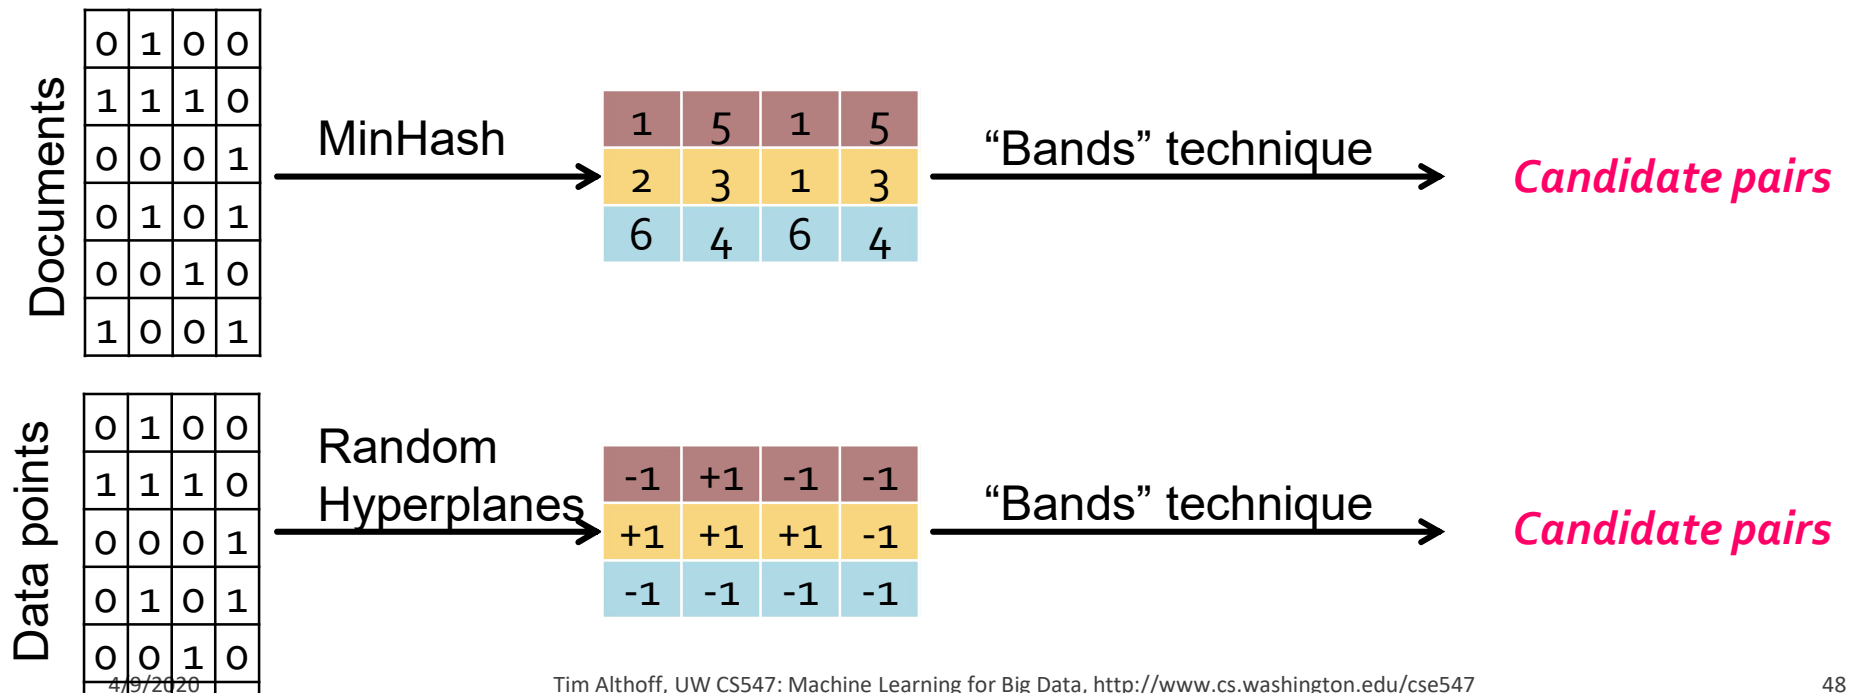 Documents
0 1 0 0
1 1 1 0
0 0 0 1
0 1 0 1
0 0 1 0
1 0 0 1
MinHash
1 5 1 5
2 3 1 3
6 4 6 4
“Bands” technique
Candidate pairs
Data points
0 1 0 0
1 1 1 0
0 0 0 1
0 1 0 1
0 0 1 0
Random
Hyperplanes
-1 +1 -1 -1
+1 +1 +1 -1
-1 -1 -1 -1
“Bands” technique
Candidate pairs
4/9/2020
Tim Althoff, UW CS547: Machine Learning for Big Data, http://www.cs.washington.edu/cse547
48